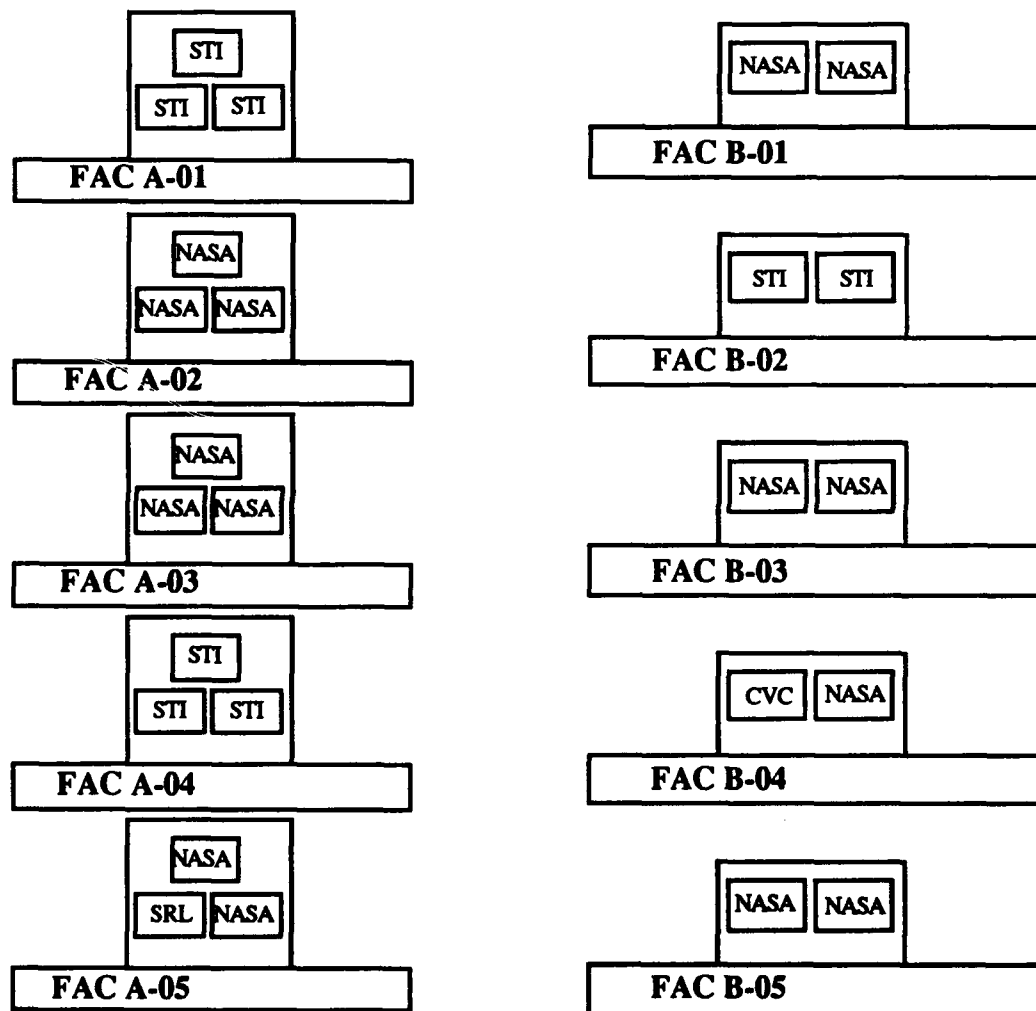 STI
STI STI
FAC A-01
NASA
NASA NASA
FAC A-02
NASA
NASA NASA
FAC A-03
STI
STI STI
FAC A-04
NASA
SRL NASA
FAC A-05
NASA NASA
FAC B-01
STI STI
FAC B-02
NASA NASA
FAC B-03
CVC NASA
FAC B-04
NASA NASA
FAC B-05